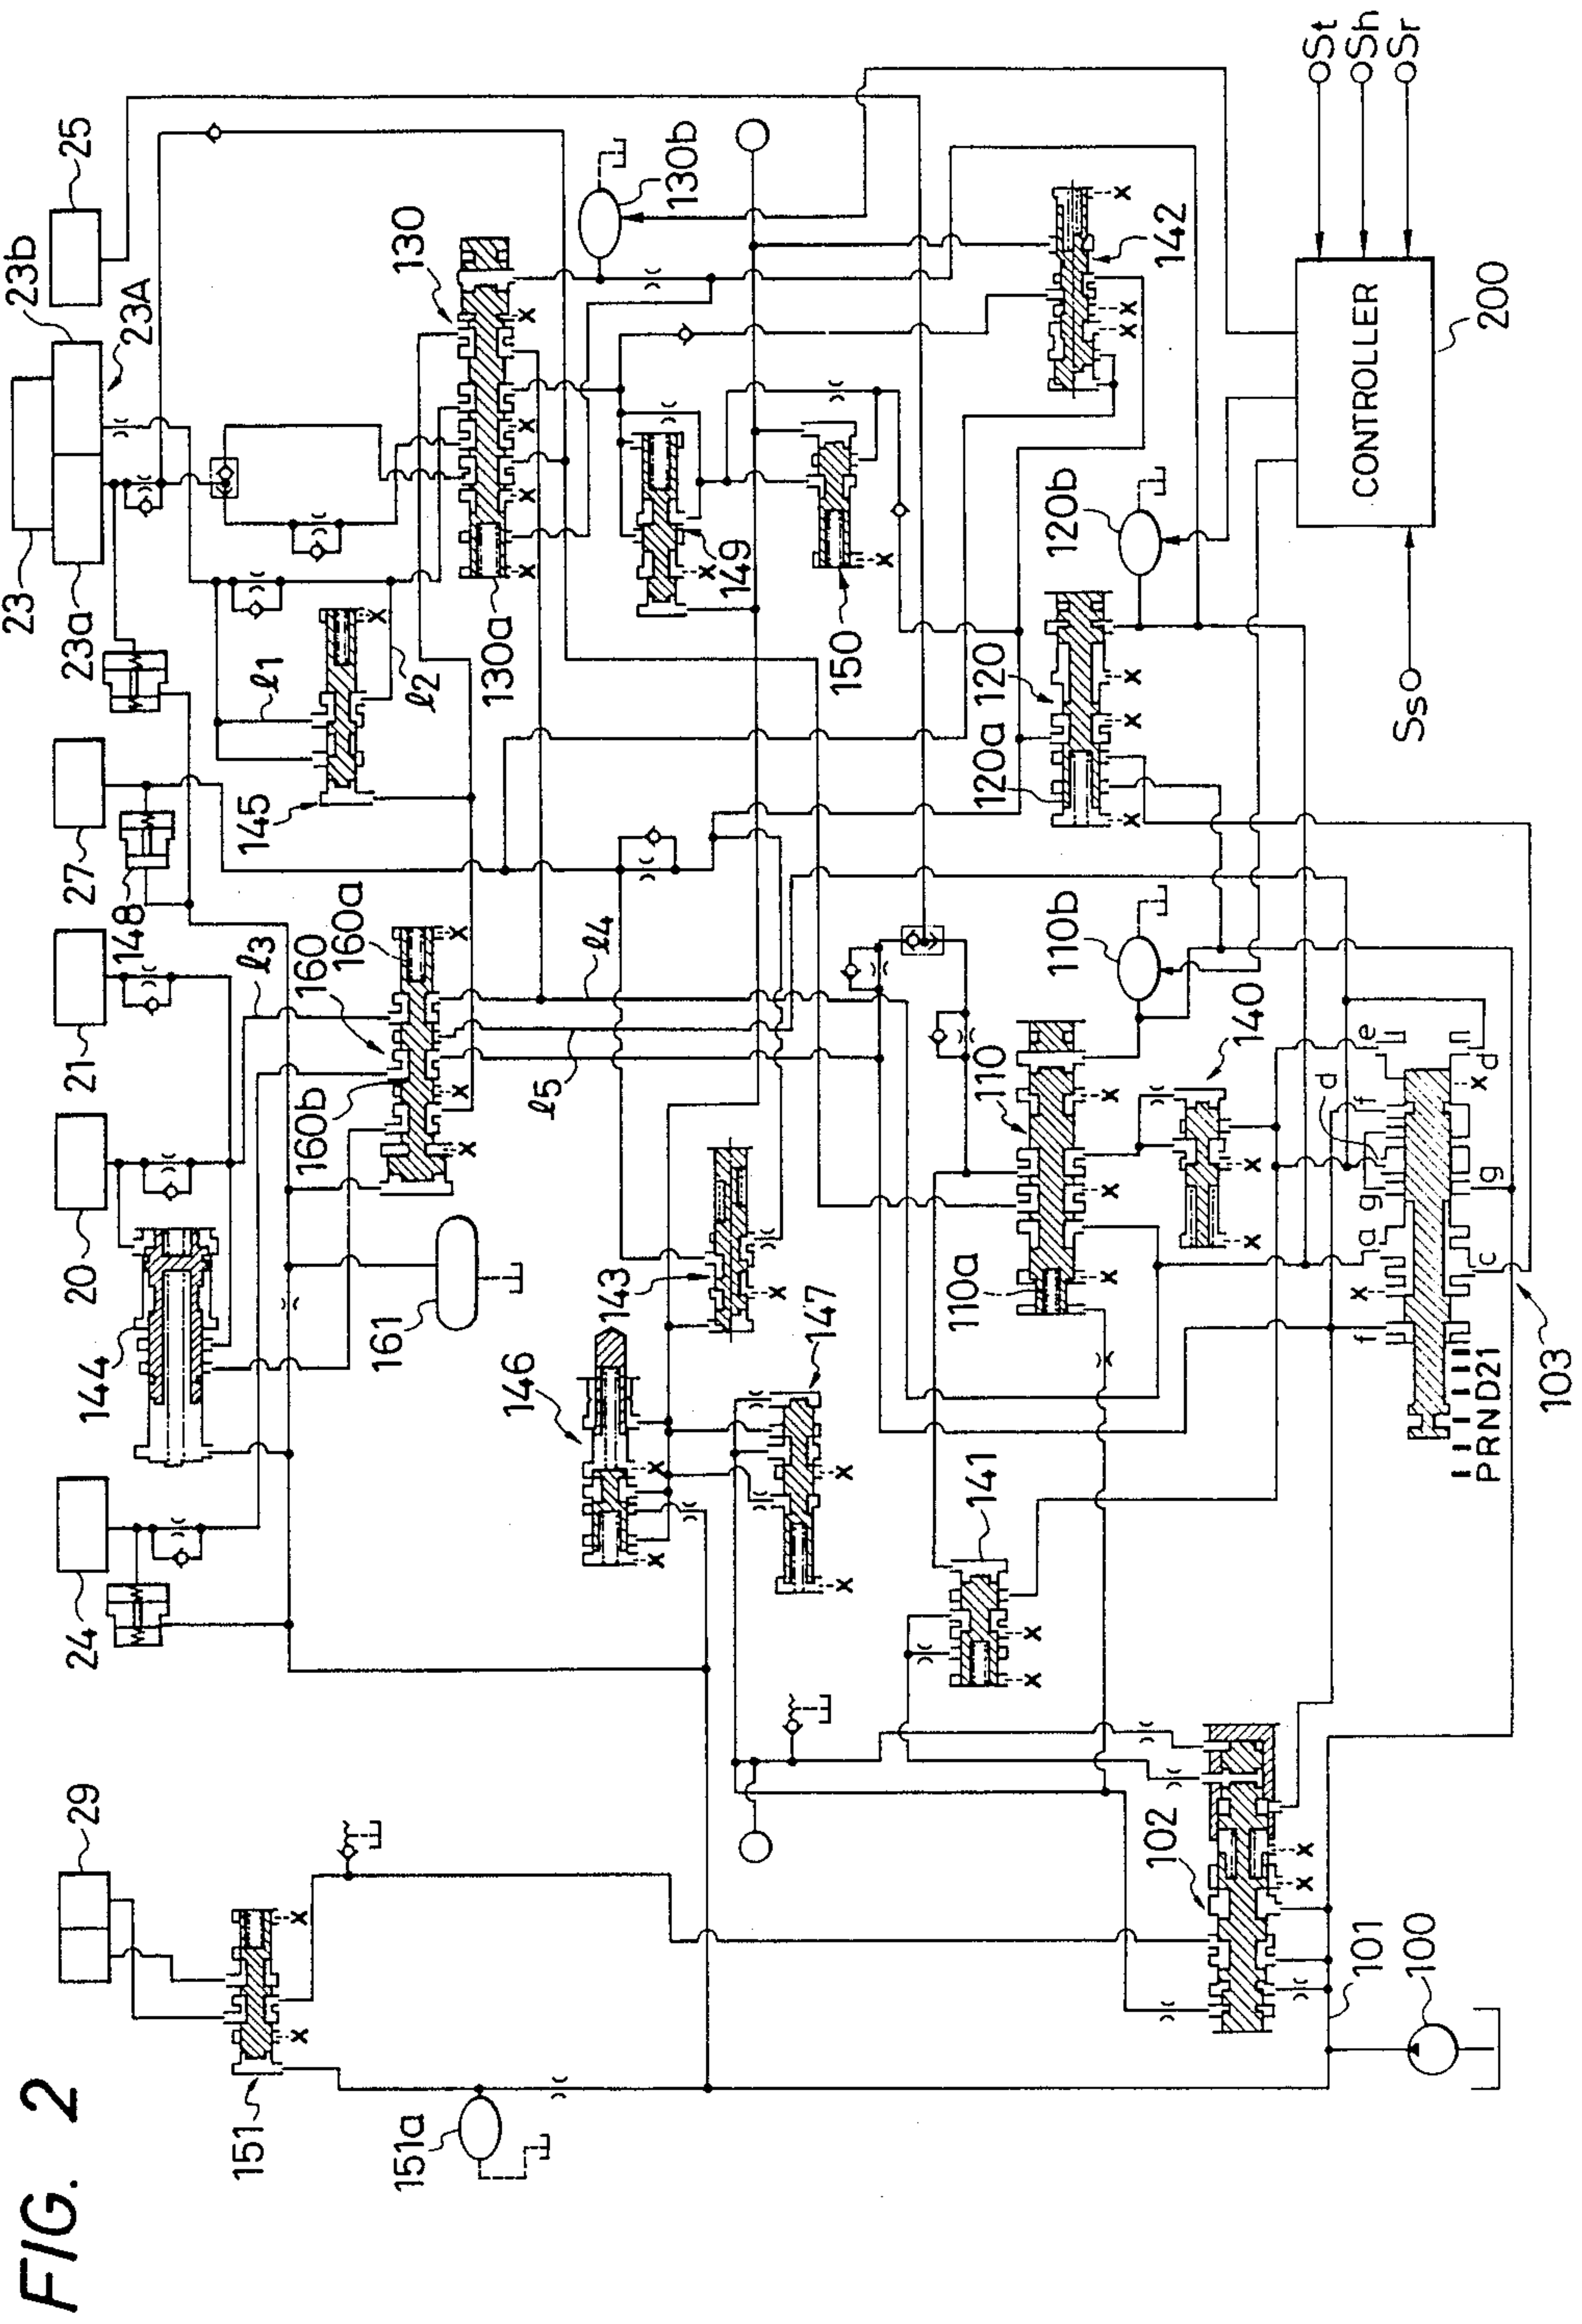 FIG. 2
29
24
20
21
27
23
23a
23b
23A
25
151
151a
144
148
145
ℓ1
ℓ2
ℓ3
ℓ4
ℓ5
160
160a
160b
161
130
130a
130b
146
143
147
149
150
142
141
140
110
110a
110b
120
120a
120b
102
101
100
103
PRND21
f
x
a
c
g
g
d
f
e
d
x
CONTROLLER
200
Ss
St
Sh
Sr